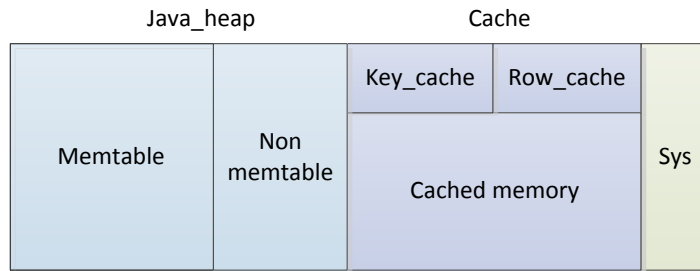 Java_heap
Cache
Memtable
Non
memtable
Key_cache
Row_cache
Cached memory
Sys